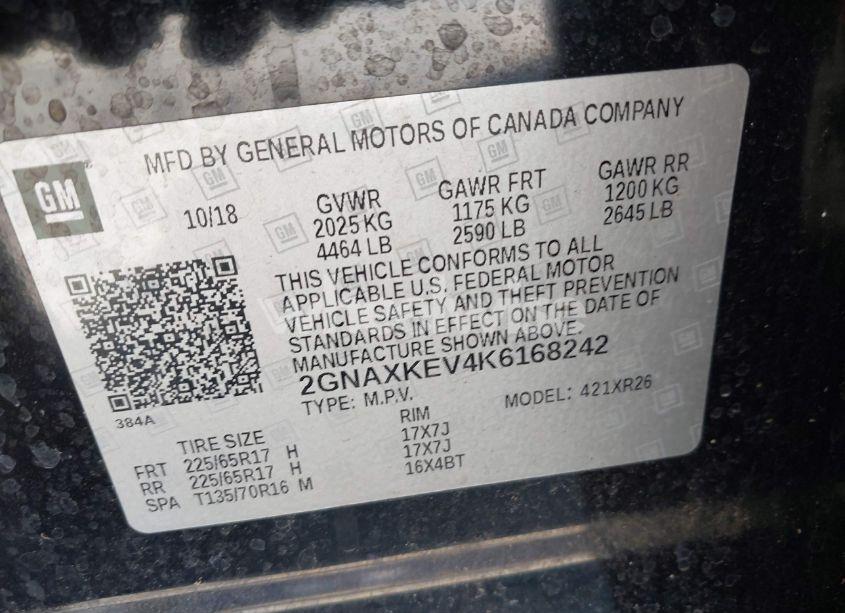 MFD BY GENERAL MOTORS OF CANADA COMPANY
GM
10/18
GVWR
2025 KG
4464 LB
GAWR FRT
1175 KG
2590 LB
GAWR RR
1200 KG
2645 LB
THIS VEHICLE CONFORMS TO ALL
APPLICABLE U.S. FEDERAL MOTOR
VEHICLE SAFETY AND THEFT PREVENTION
STANDARDS IN EFFECT ON THE DATE OF
MANUFACTURE SHOWN ABOVE.
2GNAXKEV4K6168242
TYPE: M.P.V. MODEL: 421XR26
384A
TIRE SIZE RIM
FRT 225/65R17 H 17X7J
RR 225/65R17 H 17X7J
SPA T135/70R16 M 16X4BT